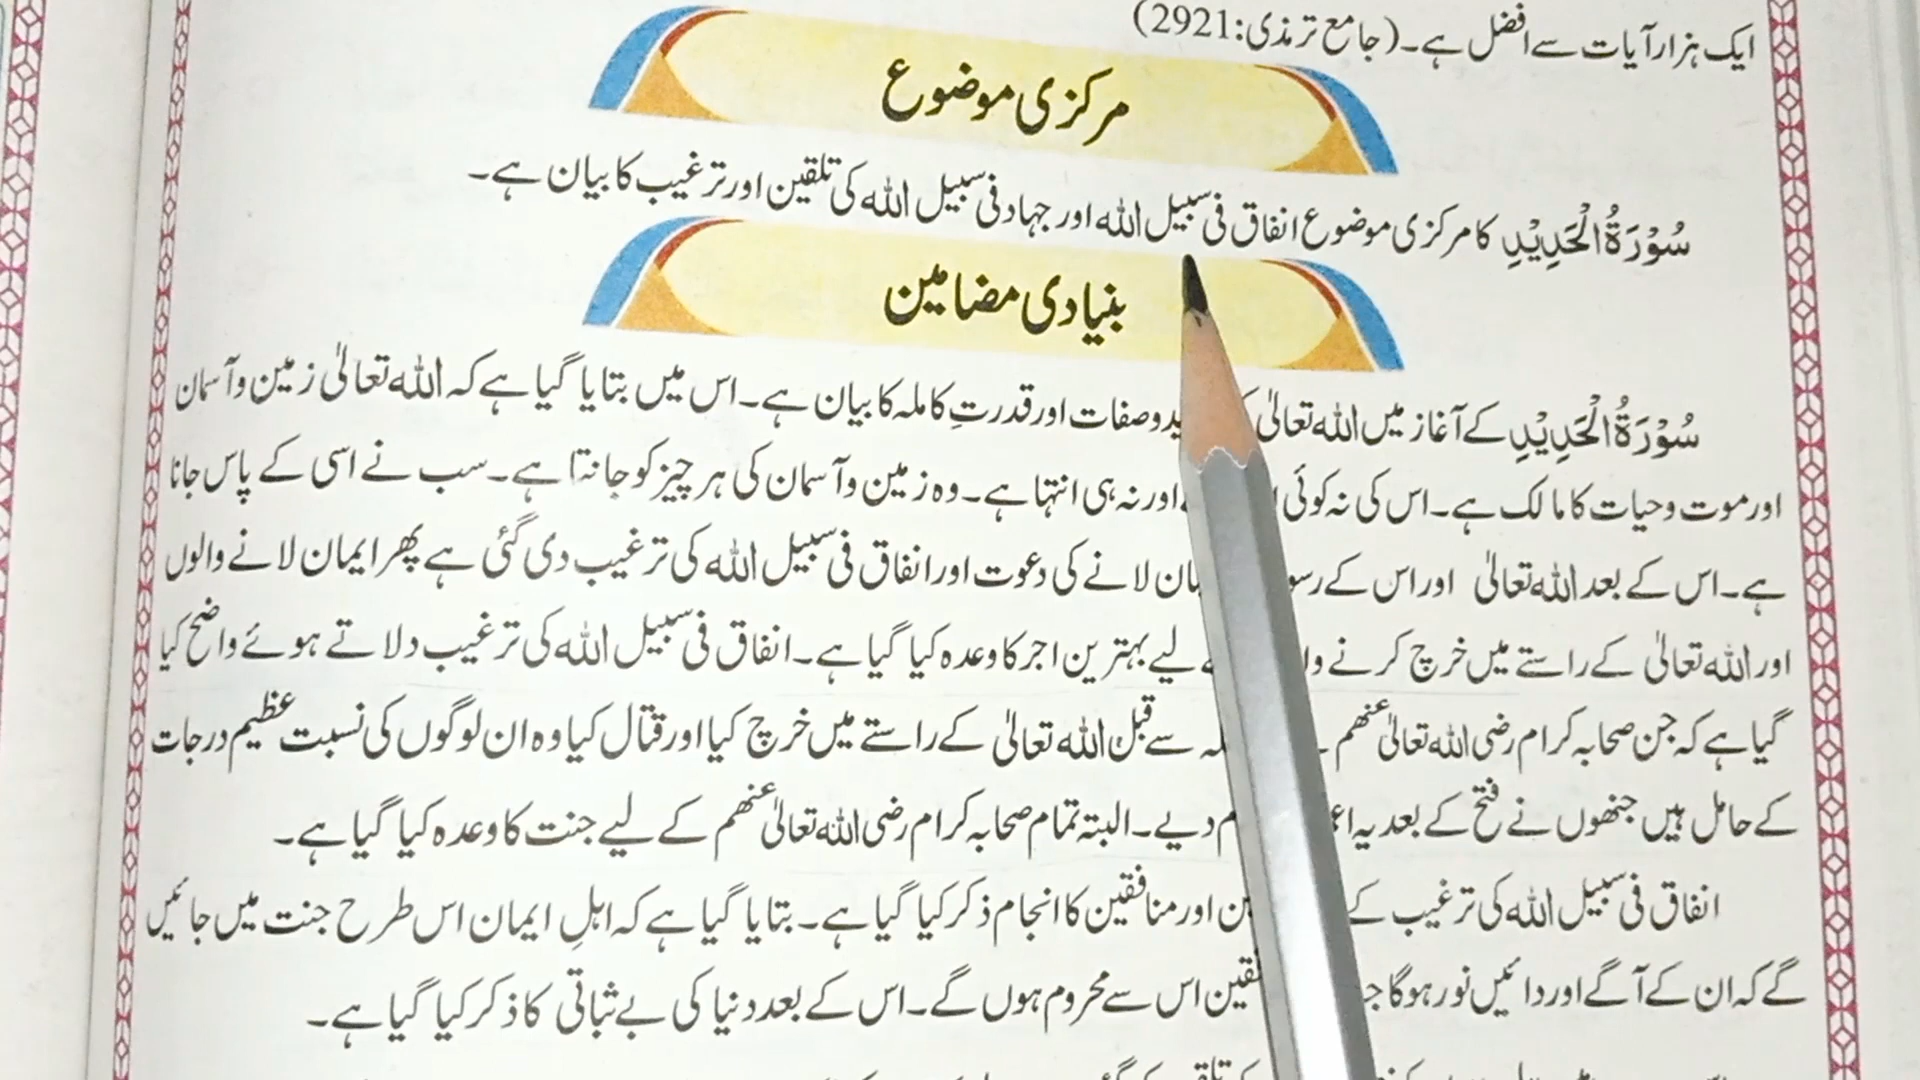 ایک ہزار آیات سے افضل ہے۔ (جامع ترمذی: 2921)
مرکزی موضوع
سُوْرَۃُ الْحَدِیْدِ کا مرکزی موضوع انفاق فی سبیل اللہ اور جہاد فی سبیل اللہ کی تلقین اور ترغیب کا بیان ہے۔
بنیادی مضامین
سُوْرَۃُ الْحَدِیْدِ کے آغاز میں اللہ تعالیٰ وصفات اور قدرتِ کاملہ کا بیان ہے۔ اس میں بتایا گیا ہے کہ اللہ تعالیٰ زمین و آسمان
اور موت و حیات کا مالک ہے۔ اس کی نہ کوئی اور نہ ہی انتہا ہے۔ وہ زمین و آسمان کی ہر چیز کو جانتا ہے۔ سب نے اسی کے پاس جانا
ہے۔ اس کے بعد اللہ تعالیٰ اور اس کے لانے کی دعوت اور انفاق فی سبیل اللہ کی ترغیب دی گئی ہے پھر ایمان لانے والوں
اور اللہ تعالیٰ کے راستے میں خرچ کرنے لیے بہترین اجر کا وعدہ کیا گیا ہے۔ انفاق فی سبیل اللہ کی ترغیب دلاتے ہوئے واضح کیا
گیا ہے کہ جن صحابہ کرام رضی اللہ تعالیٰ عنھم سے قبل اللہ تعالیٰ کے راستے میں خرچ کیا اور قتال کیا وہ ان لوگوں کی نسبت عظیم درجات
کے حامل ہیں جنھوں نے فتح کے بعد یہ دیے۔ البتہ تمام صحابہ کرام رضی اللہ تعالیٰ عنھم کے لیے جنت کا وعدہ کیا گیا ہے۔
انفاق فی سبیل اللہ کی ترغیب کے اور منافقین کا انجام ذکر کیا گیا ہے۔ بتایا گیا ہے کہ اہلِ ایمان اس طرح جنت میں جائیں
گے کہ ان کے آگے اور دائیں نور ہوگا اس سے محروم ہوں گے۔ اس کے بعد دنیا کی بے ثباتی کا ذکر کیا گیا ہے۔